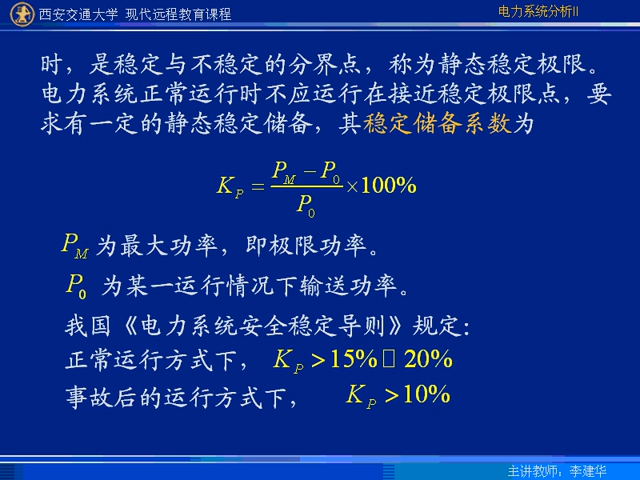 西安交通大学 现代远程教育课程
电力系统分析II
时，是稳定与不稳定的分界点，称为静态稳定极限。
电力系统正常运行时不应运行在接近稳定极限点，要
求有一定的静态稳定储备，其稳定储备系数为
K_P = (P_M − P_0)/P_0 ×100%
P_M 为最大功率，即极限功率。
P_0 为某一运行情况下输送功率。
我国《电力系统安全稳定导则》规定：
正常运行方式下， K_P >15%□20%
事故后的运行方式下， K_P >10%
主讲教师：李建华